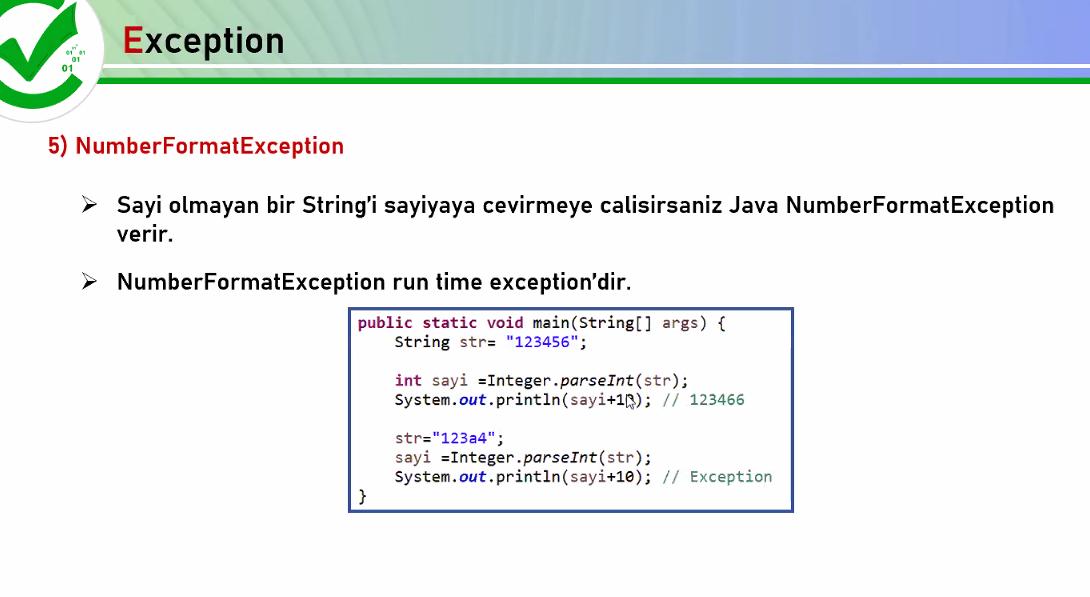 Exception
01 01
01
01
5) NumberFormatException
➢ Sayi olmayan bir String'i sayiyaya cevirmeye calisirsaniz Java NumberFormatException
verir.
➢ NumberFormatException run time exception'dir.
public static void main(String[] args) {
String str= "123456";
int sayi =Integer.parseInt(str);
System.out.println(sayi+10); // 123466
str="123a4";
sayi =Integer.parseInt(str);
System.out.println(sayi+10); // Exception
}